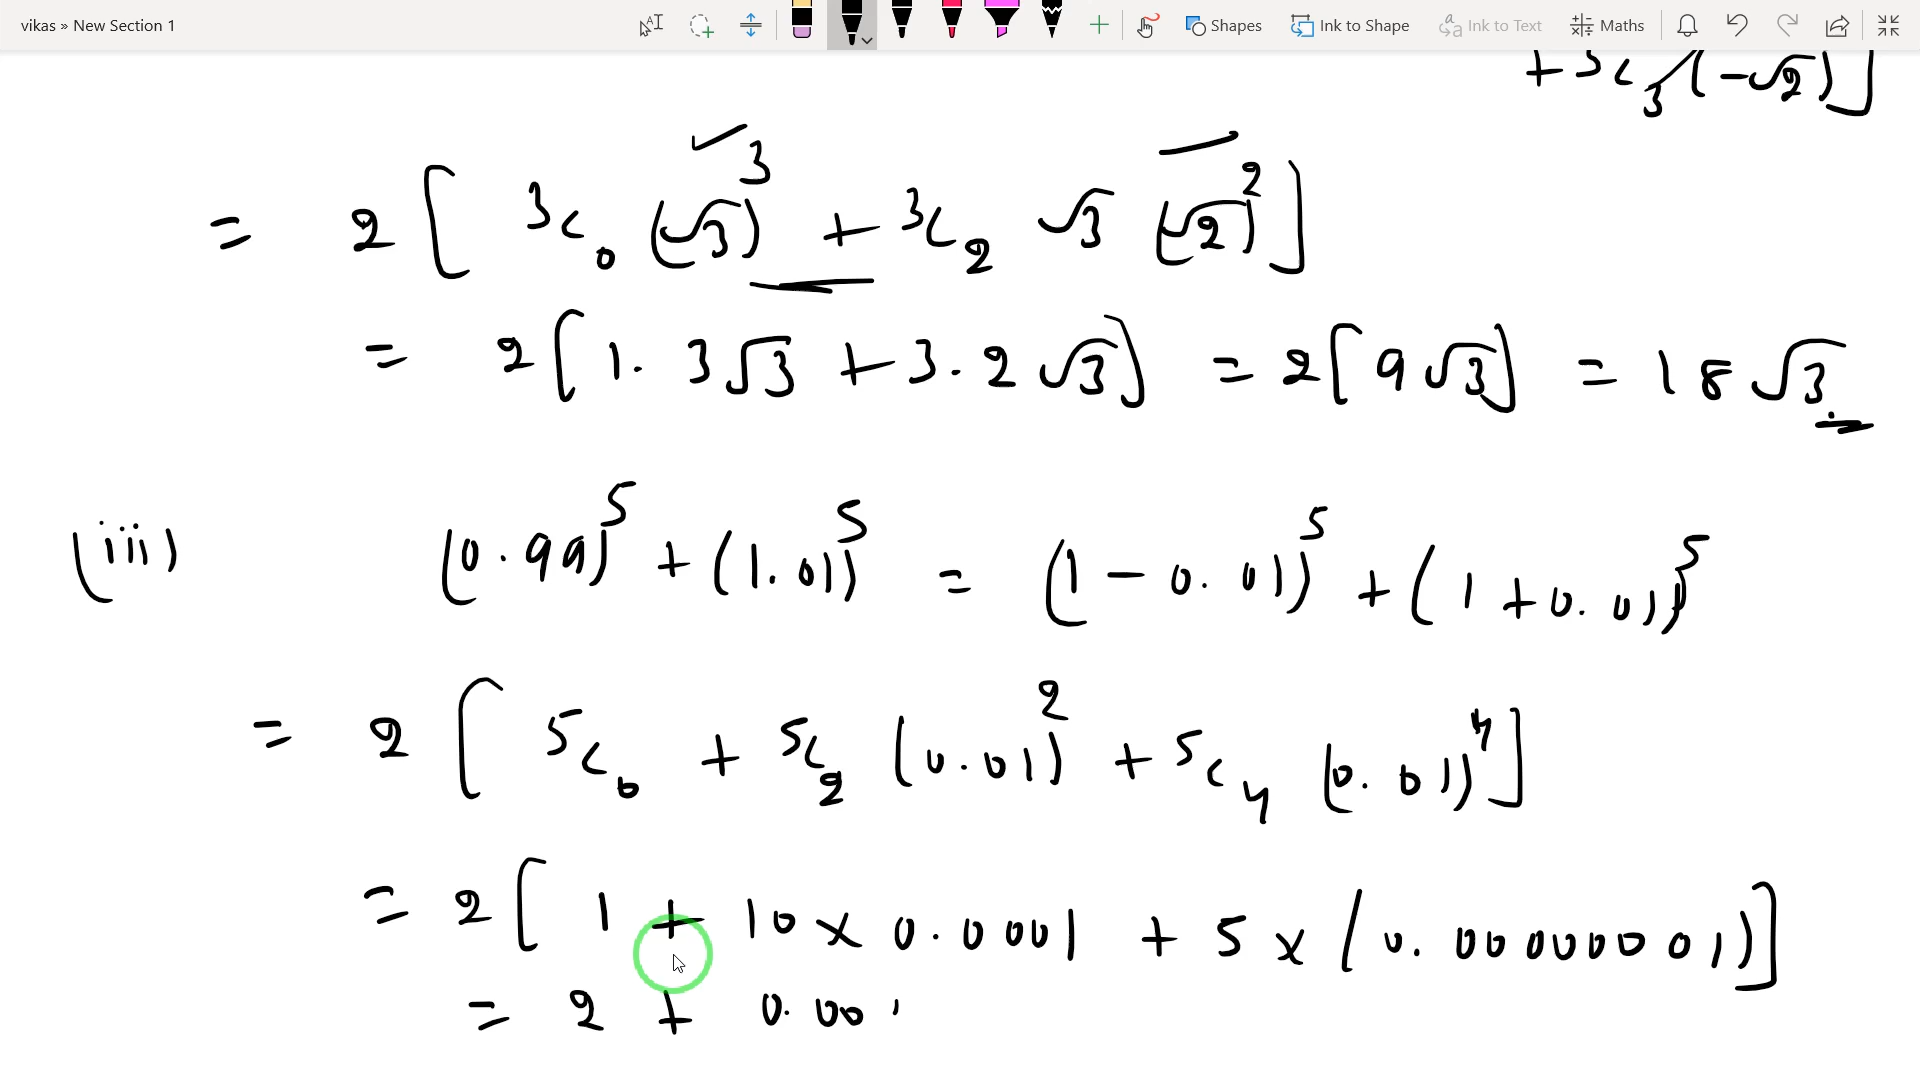 vikas » New Section 1 Shapes Ink to Shape Ink to Text Maths
+ 3C₃ (-√2)]
= 2 [ ³C₀ (√3)³ + ³C₂ √3 (√2)² ]
= 2 [ 1. 3√3 + 3. 2 √3 ] = 2 [ 9 √3 ] = 18 √3
(iii) (0.99)⁵ + (1.01)⁵ = (1 - 0.01)⁵ + (1 + 0.01)⁵
= 2 [ ⁵C₀ + ⁵C₂ (0.01)² + ⁵C₄ (0.01)⁴ ]
= 2 [ 1 + 10 x 0.0001 + 5 x (0.00000001) ]
= 2 + 0.00